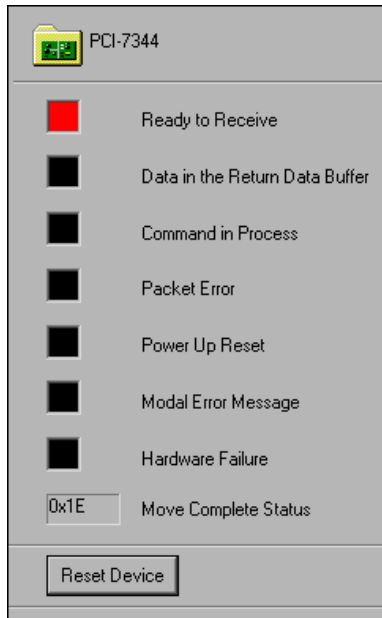 PCI-7344
Ready to Receive
Data in the Return Data Buffer
Command in Process
Packet Error
Power Up Reset
Modal Error Message
Hardware Failure
0x1E Move Complete Status
Reset Device